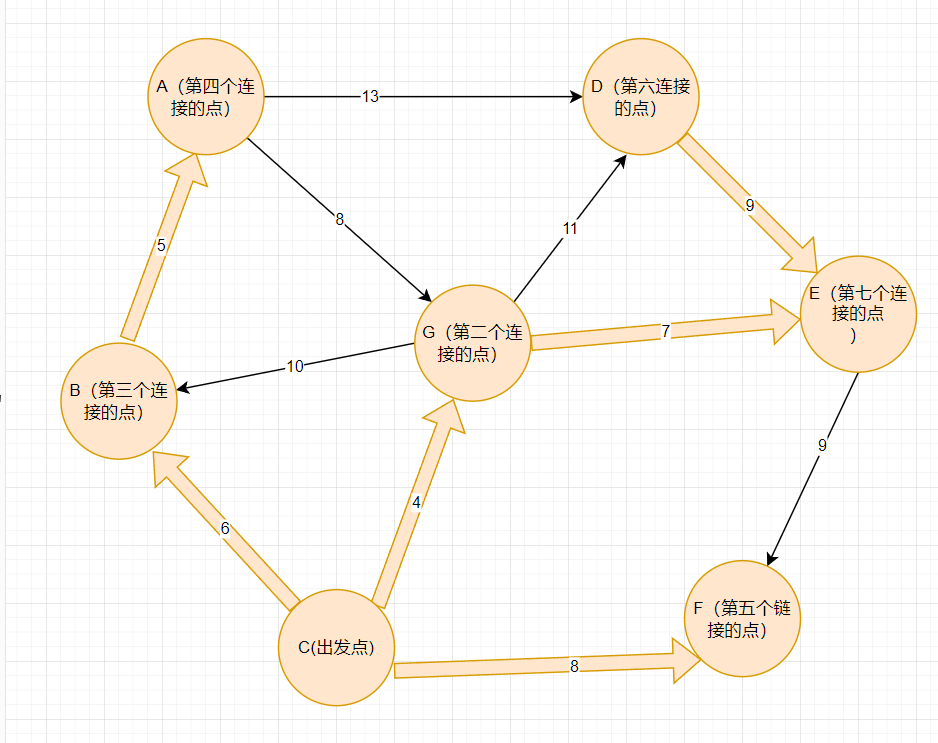 A（第四个连
接的点）
13
D（第六连接
的点）
8
11
9
5
E（第七个连
接的点
）
G（第二个连
接的点）
7
10
B（第三个连
接的点）
9
4
6
F（第五个链
接的点）
C(出发点)
8